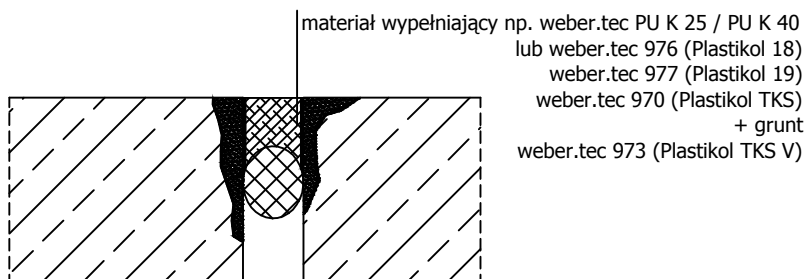 materiał wypełniający np. weber.tec PU K 25 / PU K 40
lub weber.tec 976 (Plastikol 18)
weber.tec 977 (Plastikol 19)
weber.tec 970 (Plastikol TKS)
+ grunt
weber.tec 973 (Plastikol TKS V)